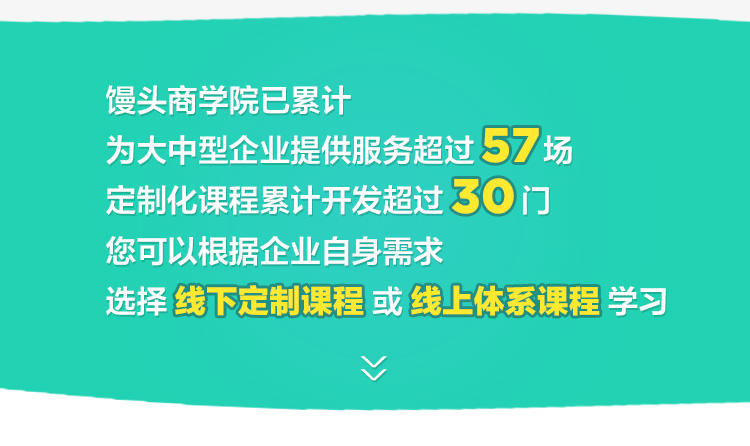 馒头商学院已累计
为大中型企业提供服务超过 57 场
定制化课程累计开发超过 30 门
您可以根据企业自身需求
选择 线下定制课程 或 线上体系课程 学习